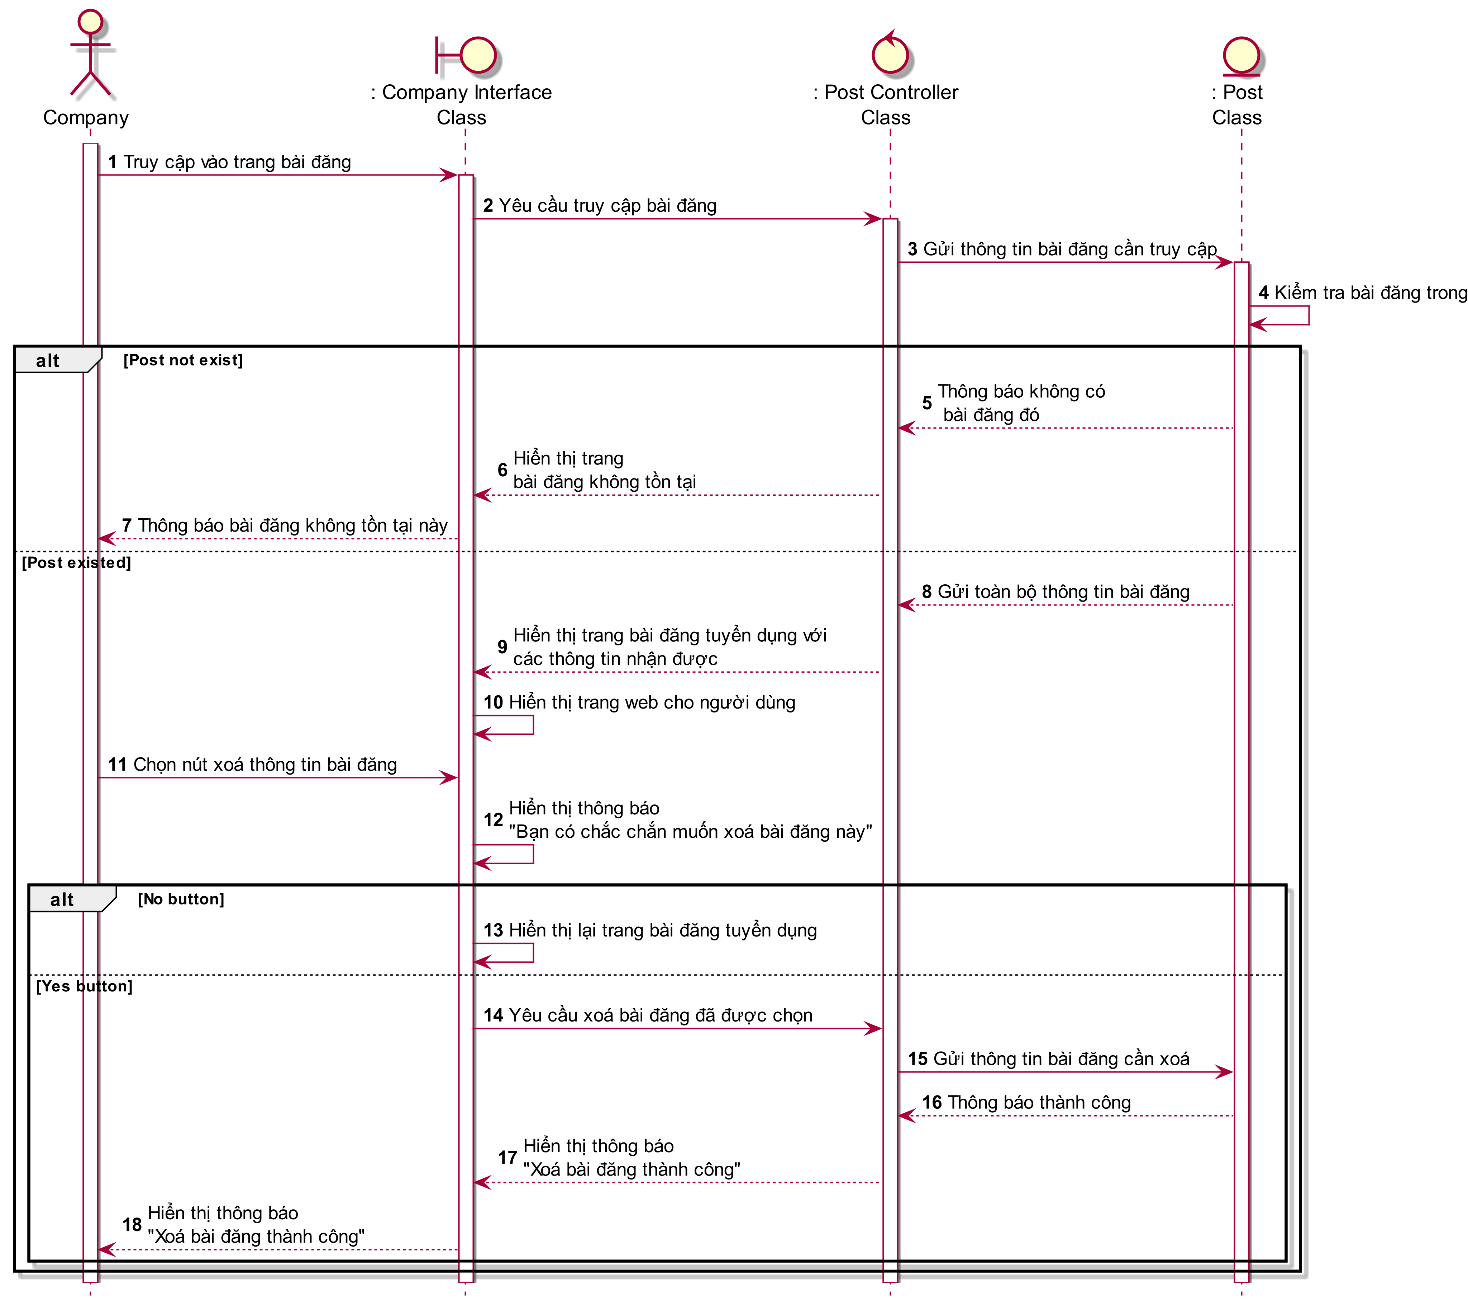 Company
: Company Interface
Class
: Post Controller
Class
: Post
Class
1 Truy cập vào trang bài đăng
2 Yêu cầu truy cập bài đăng
3 Gửi thông tin bài đăng cần truy cập
4 Kiểm tra bài đăng trong
alt [Post not exist]
5 Thông báo không có
bài đăng đó
6 Hiển thị trang
bài đăng không tồn tại
7 Thông báo bài đăng không tồn tại này
[Post existed]
8 Gửi toàn bộ thông tin bài đăng
9 Hiển thị trang bài đăng tuyển dụng với
các thông tin nhận được
10 Hiển thị trang web cho người dùng
11 Chọn nút xoá thông tin bài đăng
12 Hiển thị thông báo
"Bạn có chắc chắn muốn xoá bài đăng này"
alt [No button]
13 Hiển thị lại trang bài đăng tuyển dụng
[Yes button]
14 Yêu cầu xoá bài đăng đã được chọn
15 Gửi thông tin bài đăng cần xoá
16 Thông báo thành công
17 Hiển thị thông báo
"Xoá bài đăng thành công"
18 Hiển thị thông báo
"Xoá bài đăng thành công"